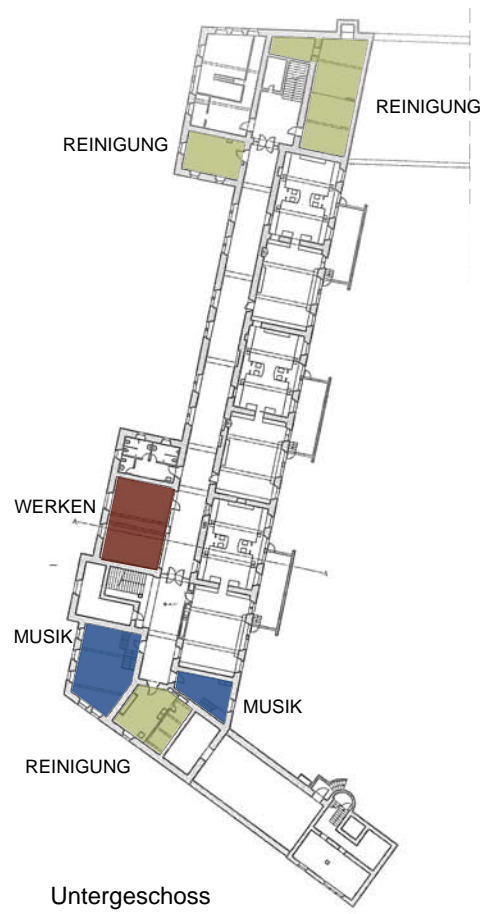 REINIGUNG
REINIGUNG
WERKEN
A
A
MUSIK
MUSIK
REINIGUNG
Untergeschoss